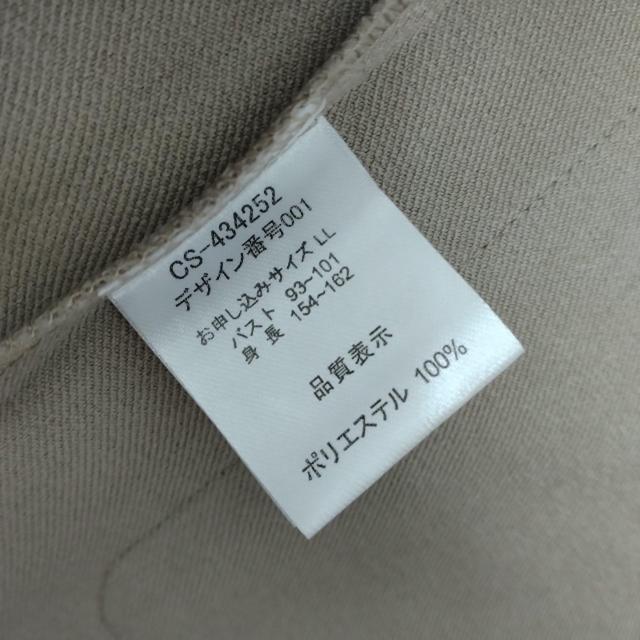 CS-434252
デザイン番号001
お申し込みサイズ LL
バスト 93-101
身長 154-162
品質表示
ポリエステル 100%